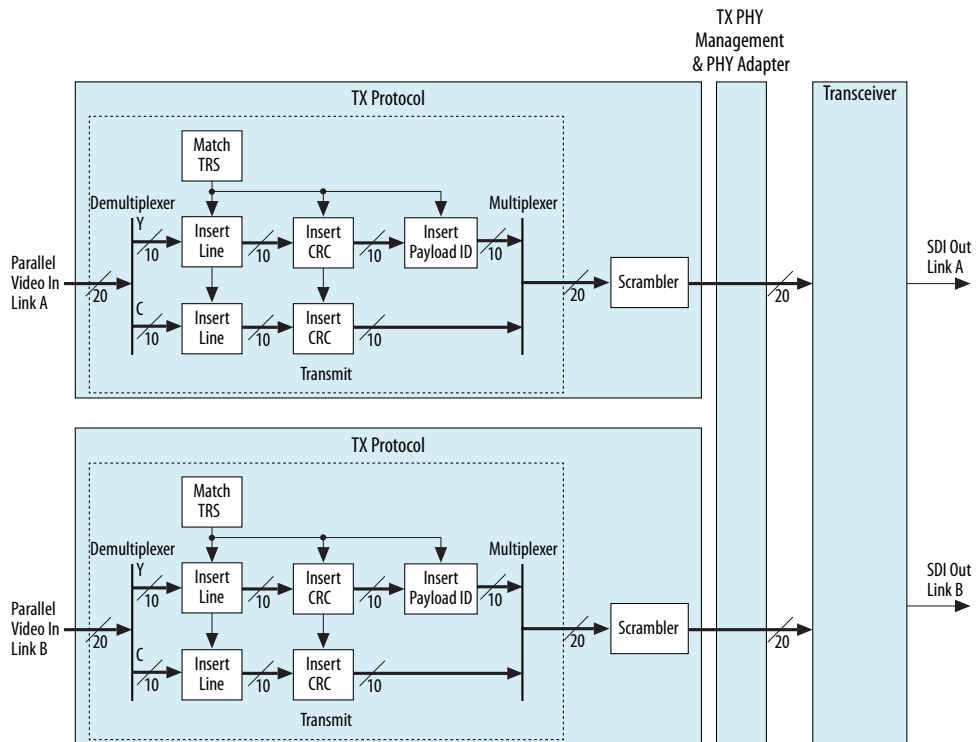 TX PHY
Management
& PHY Adapter
TX Protocol
Transceiver
Match
TRS
Demultiplexer
Multiplexer
Y
Insert
Line
Insert
CRC
Insert
Payload ID
10
10
10
10
Parallel
Video In
Link A
20
20
Scrambler
20
SDI Out
Link A
C
Insert
Line
Insert
CRC
10
10
10
Transmit
TX Protocol
Match
TRS
Demultiplexer
Multiplexer
Y
Insert
Line
Insert
CRC
Insert
Payload ID
10
10
10
10
Parallel
Video In
Link B
20
20
Scrambler
20
SDI Out
Link B
C
Insert
Line
Insert
CRC
10
10
10
Transmit